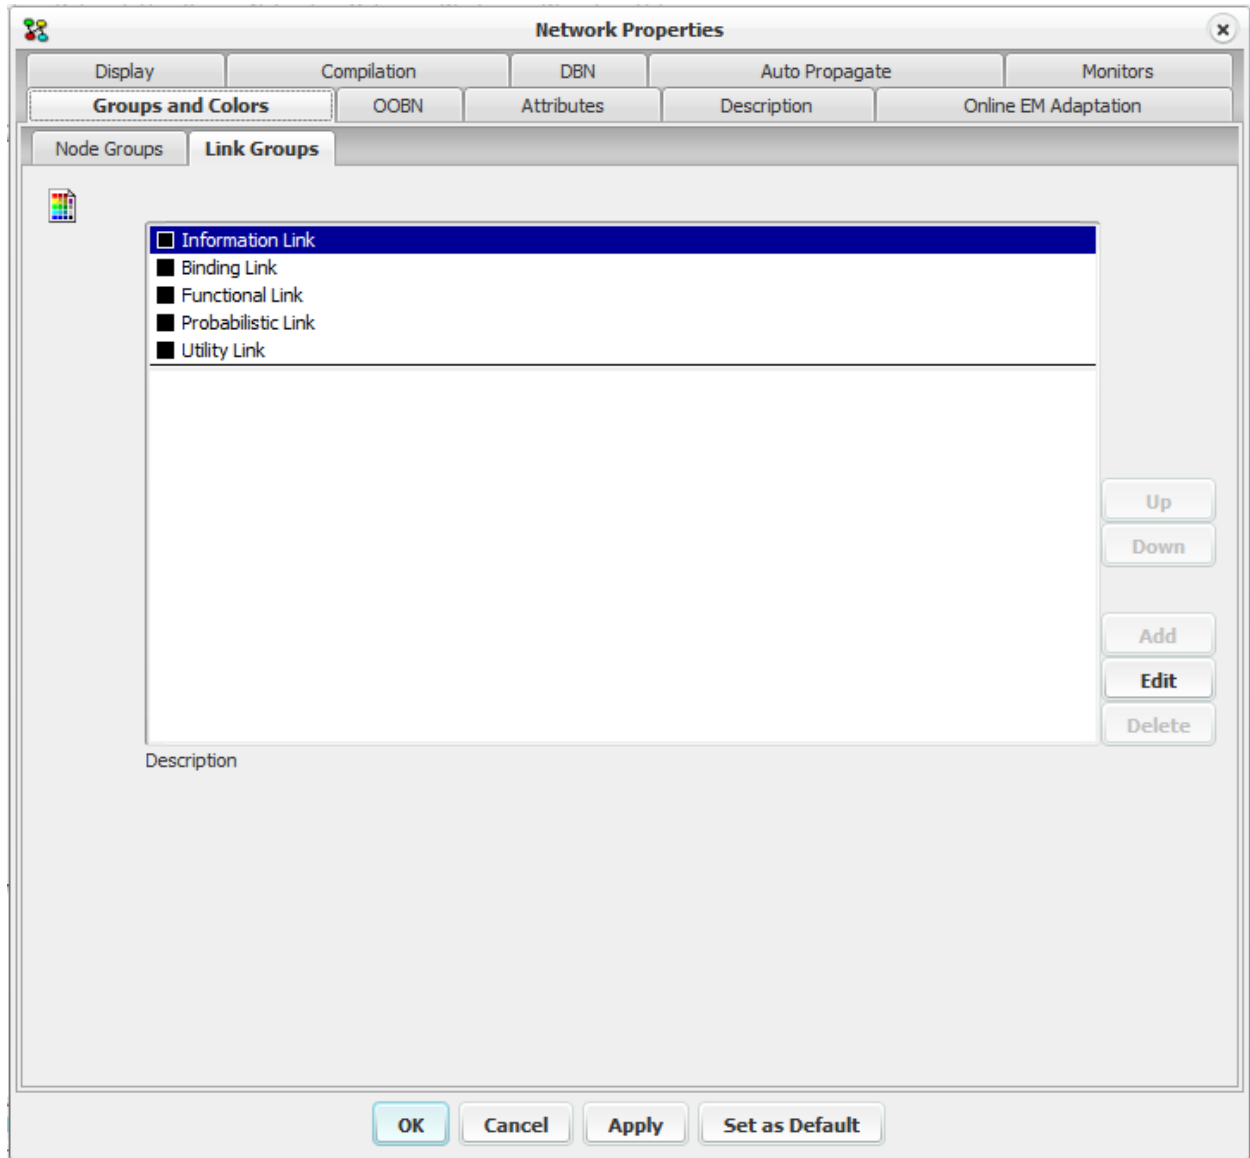 Network Properties
Display Compilation DBN Auto Propagate Monitors
Groups and Colors OOBN Attributes Description Online EM Adaptation
Node Groups Link Groups
Information Link
Binding Link
Functional Link
Probabilistic Link
Utility Link
Up
Down
Add
Edit
Delete
Description
OK Cancel Apply Set as Default